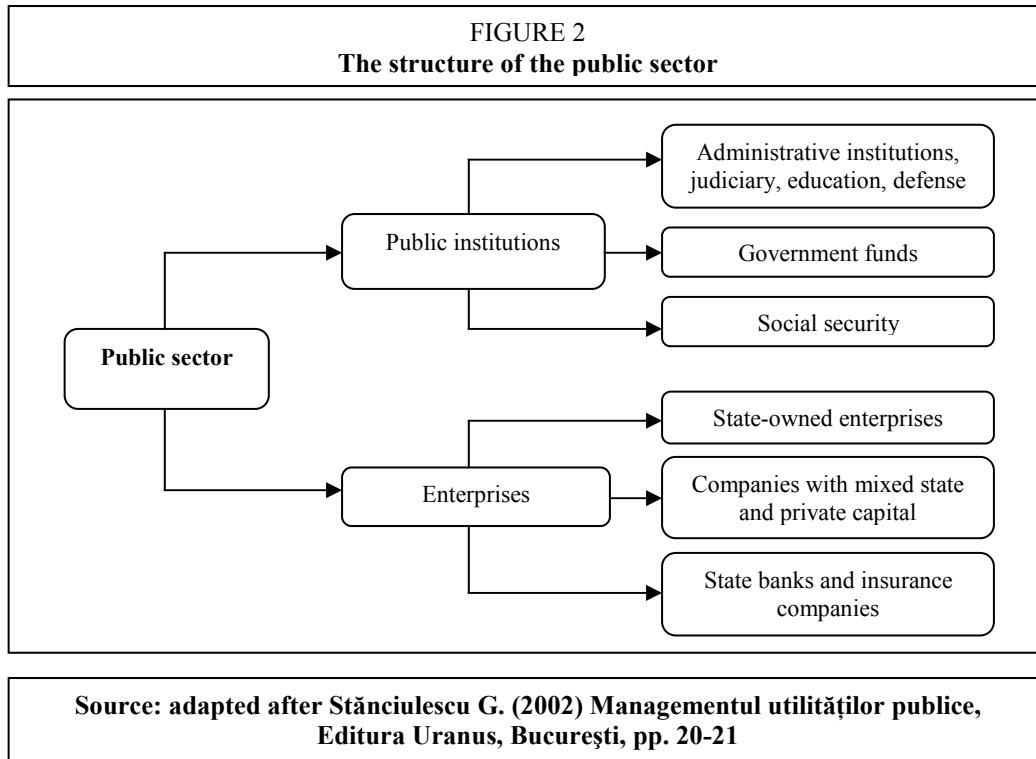 FIGURE 2
The structure of the public sector
Administrative institutions,
judiciary, education, defense
Public institutions
Government funds
Social security
Public sector
State-owned enterprises
Enterprises
Companies with mixed state
and private capital
State banks and insurance
companies
Source: adapted after Stănciulescu G. (2002) Managementul utilităților publice,
Editura Uranus, Bucureşti, pp. 20-21